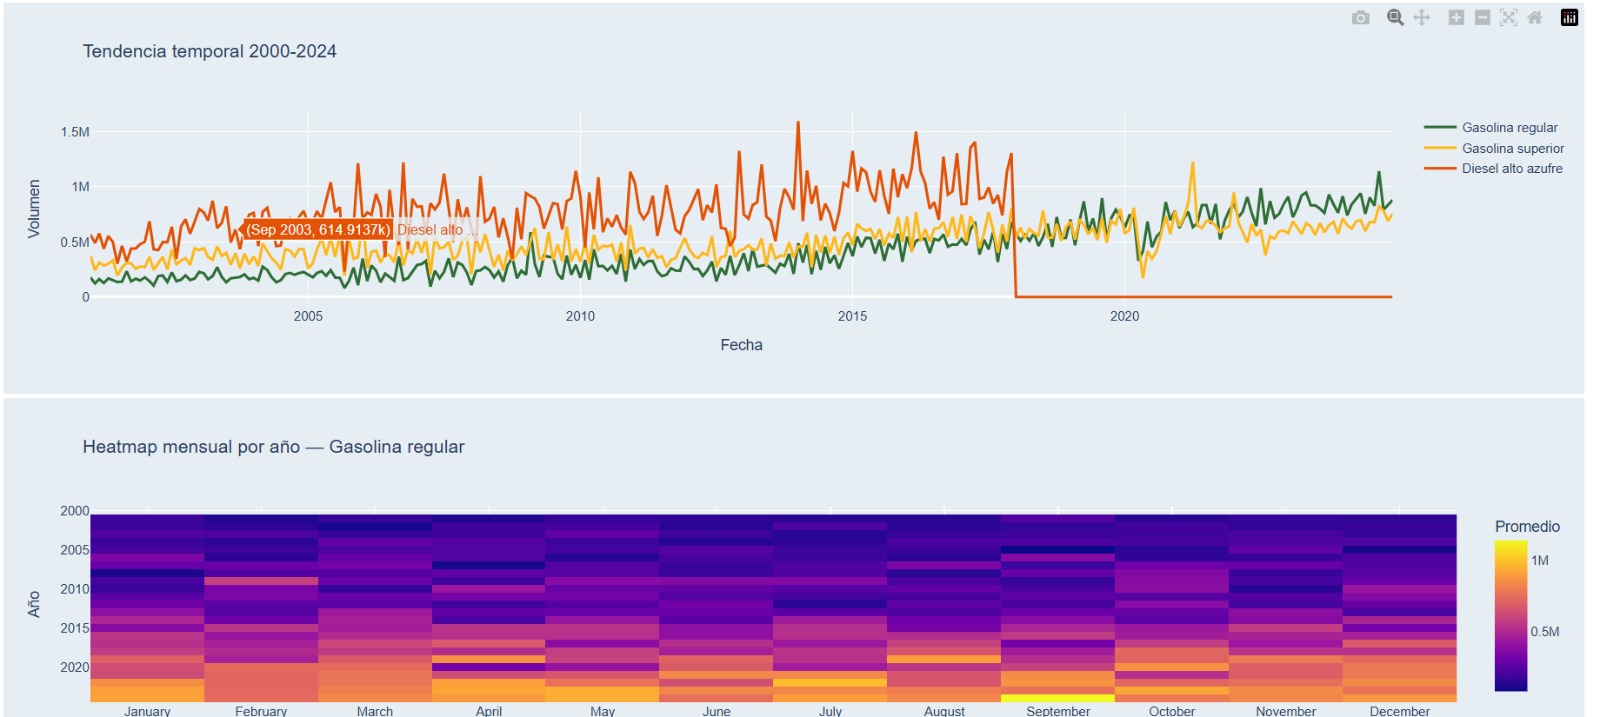 Tendencia temporal 2000-2024
1.5M
1M
0.5M
0
Volumen
(Sep 2003, 614.9137k) Diesel alto ...
2005 2010 2015 2020
Fecha
Gasolina regular
Gasolina superior
Diesel alto azufre
Heatmap mensual por año — Gasolina regular
2000
2005
2010
2015
2020
Año
January February March April May June July August September October November December
Promedio
1M
0.5M